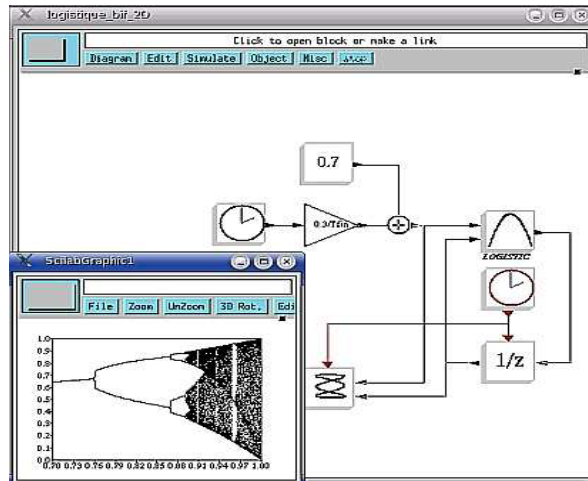 logistique_bif_2D
Click to open block or make a link
Diagram Edit Simulate Object Misc
0.7
0.3/Tfin
LOGISTIC
1/z
ScilabGraphic1
File Zoom UnZoom 3D Rot. Edi
1.0
0.9
0.8
0.7
0.6
0.5
0.4
0.3
0.2
0.1
0.0
0.70 0.73 0.76 0.79 0.82 0.85 0.88 0.91 0.94 0.97 1.00